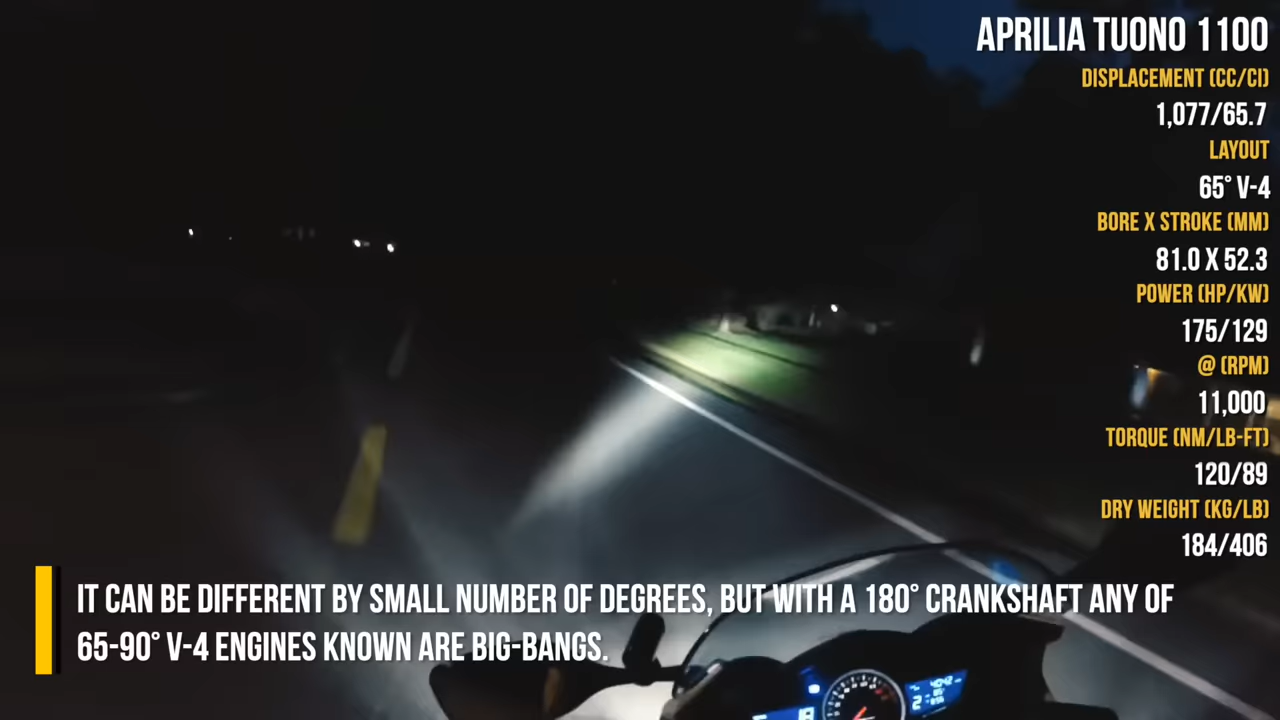 APRILIA TUONO 1100
DISPLACEMENT (CC/CI)
1,077/65.7
LAYOUT
65° V-4
BORE X STROKE (MM)
81.0 X 52.3
POWER (HP/KW)
175/129
@ (RPM)
11,000
TORQUE (NM/LB-FT)
120/89
DRY WEIGHT (KG/LB)
184/406
IT CAN BE DIFFERENT BY SMALL NUMBER OF DEGREES, BUT WITH A 180° CRANKSHAFT ANY OF
65-90° V-4 ENGINES KNOWN ARE BIG-BANGS.